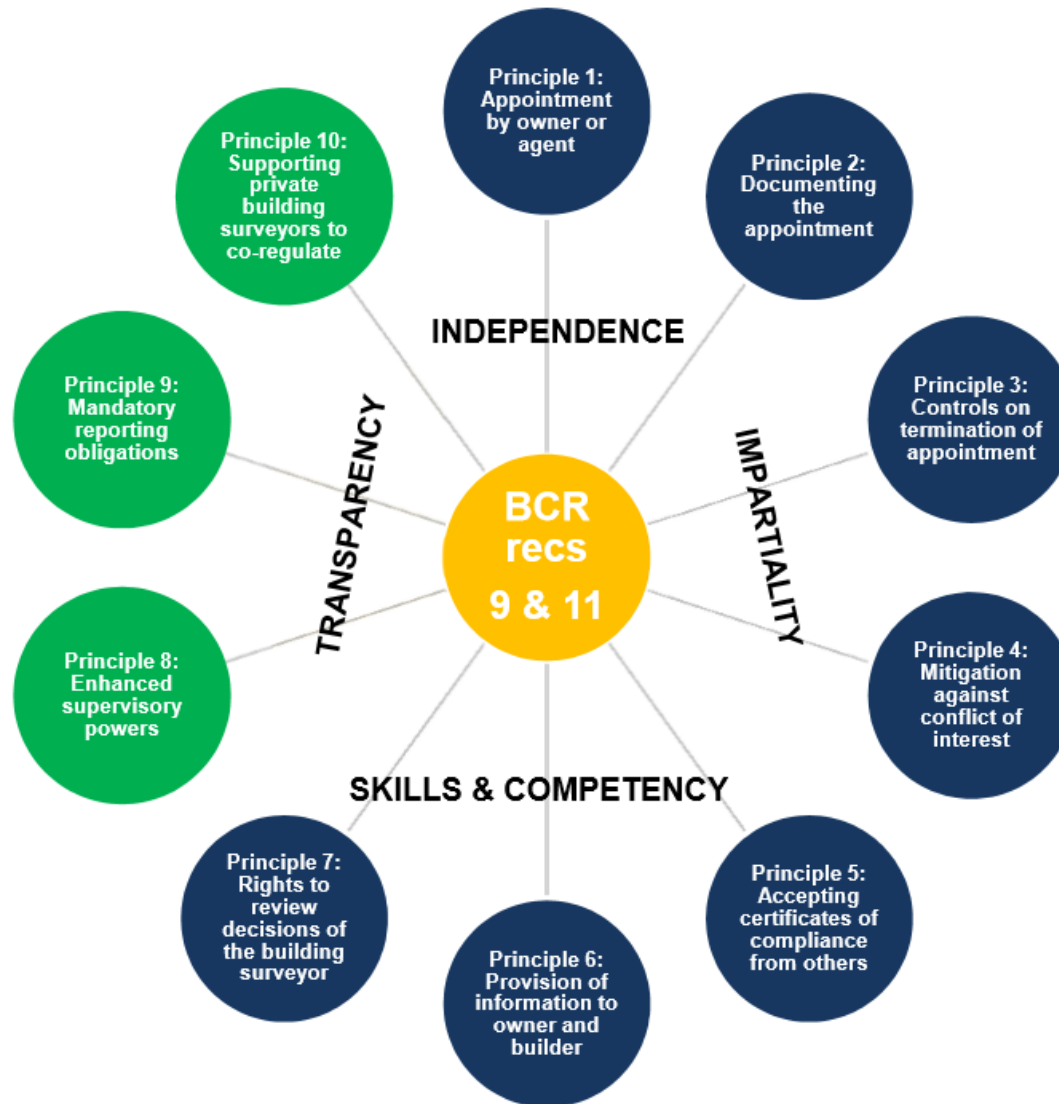 Principle 1:
Appointment
by owner or
agent
Principle 2:
Documenting
the
appointment
Principle 3:
Controls on
termination of
appointment
Principle 4:
Mitigation
against
conflict of
interest
Principle 5:
Accepting
certificates of
compliance
from others
Principle 6:
Provision of
information to
owner and
builder
Principle 7:
Rights to
review
decisions of
the building
surveyor
Principle 8:
Enhanced
supervisory
powers
Principle 9:
Mandatory
reporting
obligations
Principle 10:
Supporting
private
building
surveyors to
co-regulate
INDEPENDENCE
IMPARTIALITY
SKILLS & COMPETENCY
TRANSPARENCY
BCR
recs
9 & 11